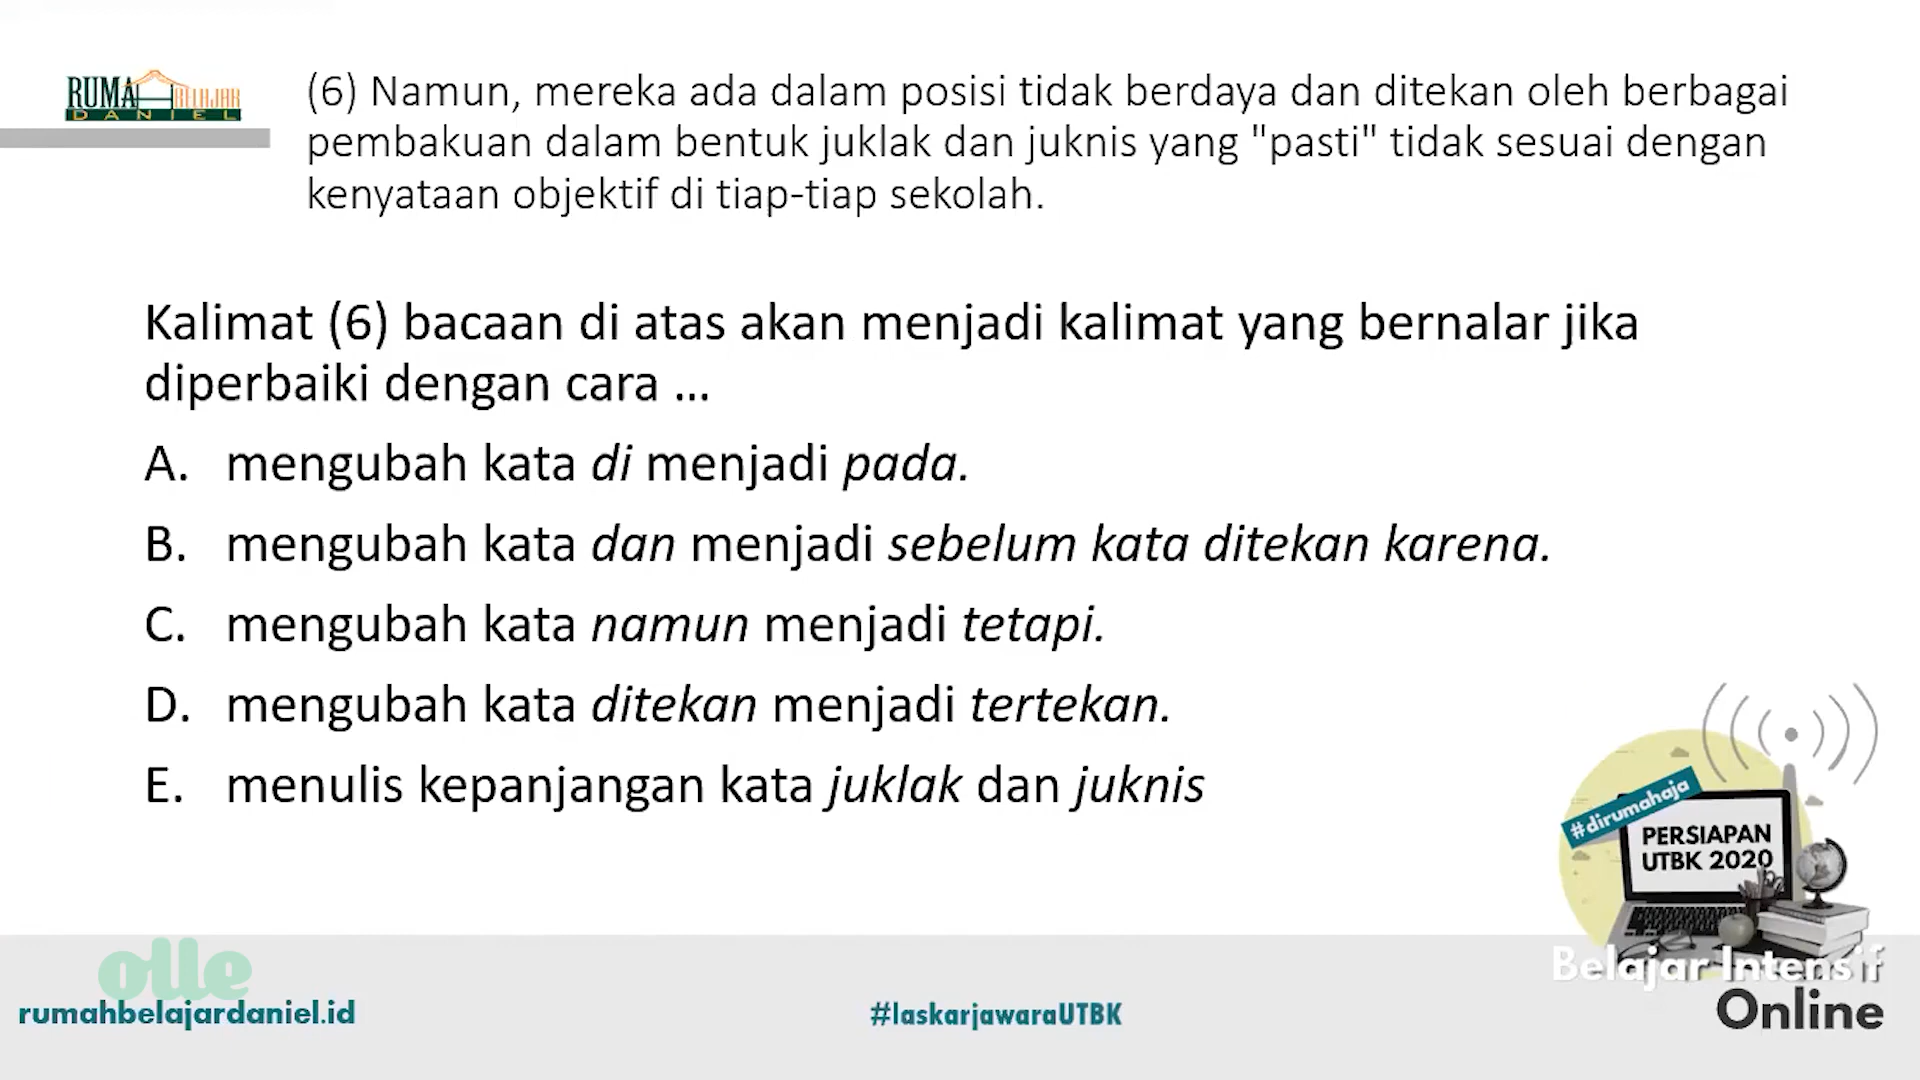 RUMA BELAJAR
DANIEL
(6) Namun, mereka ada dalam posisi tidak berdaya dan ditekan oleh berbagai
pembakuan dalam bentuk juklak dan juknis yang "pasti" tidak sesuai dengan
kenyataan objektif di tiap-tiap sekolah.
Kalimat (6) bacaan di atas akan menjadi kalimat yang bernalar jika
diperbaiki dengan cara ...
A. mengubah kata di menjadi pada.
B. mengubah kata dan menjadi sebelum kata ditekan karena.
C. mengubah kata namun menjadi tetapi.
D. mengubah kata ditekan menjadi tertekan.
E. menulis kepanjangan kata juklak dan juknis
#dirumahaja
PERSIAPAN
UTBK 2020
Belajar Intensif
Online
olle
rumahbelajardaniel.id
#laskarjawaraUTBK